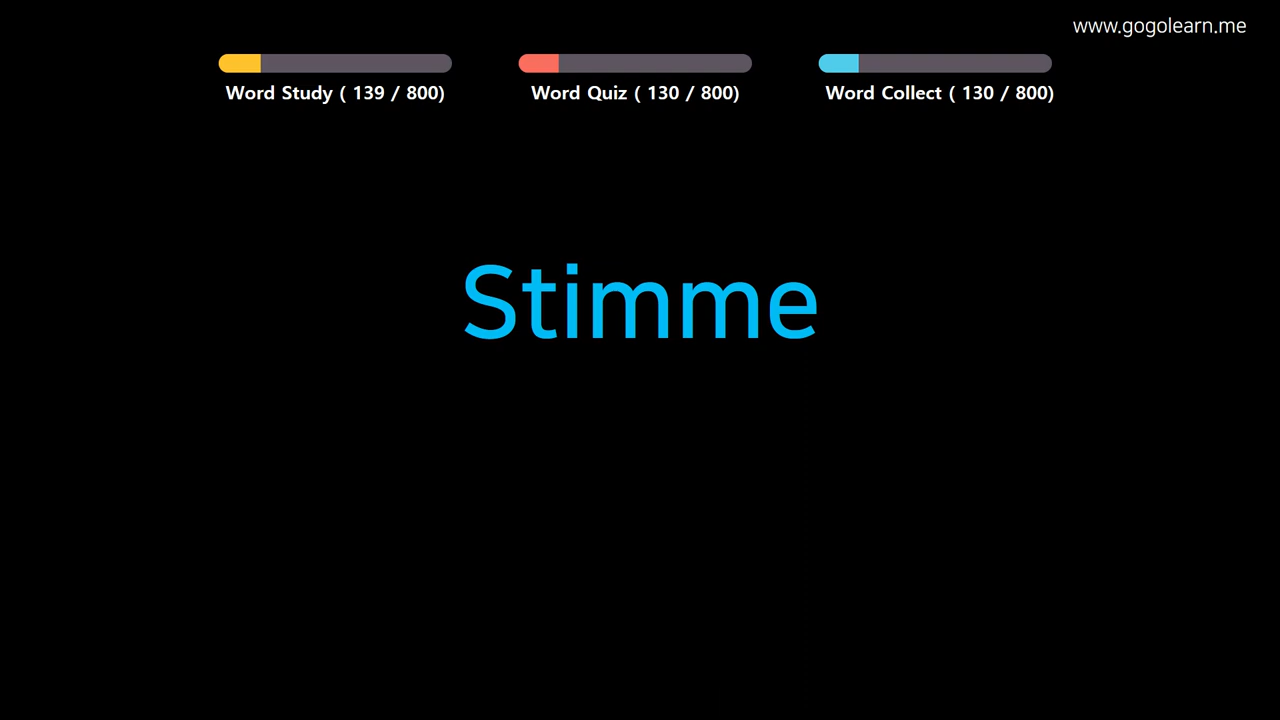 www.gogolearn.me
Word Study ( 139 / 800)
Word Quiz ( 130 / 800)
Word Collect ( 130 / 800)
Stimme